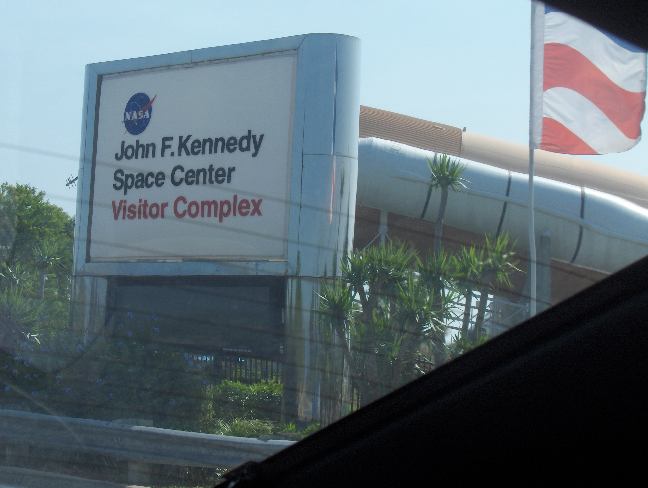 NASA
John F. Kennedy
Space Center
Visitor Complex